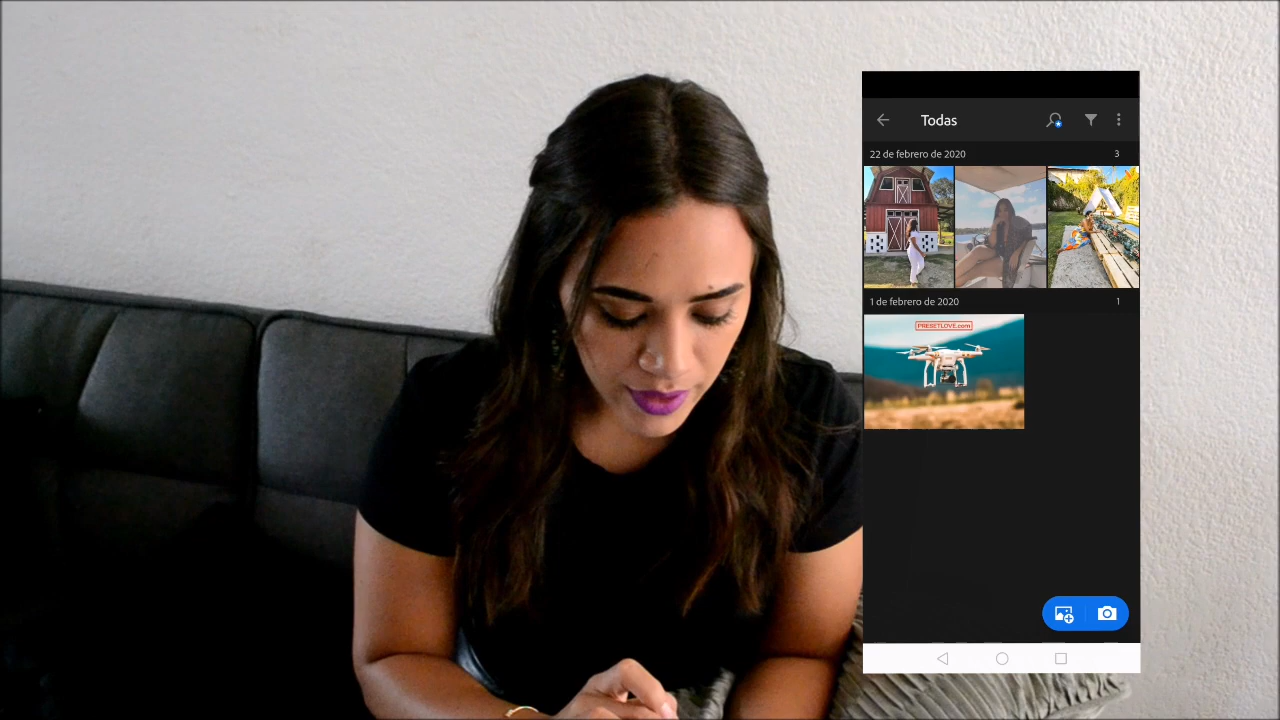 Todas
22 de febrero de 2020
3
1 de febrero de 2020
1
PRESETLOVE.com